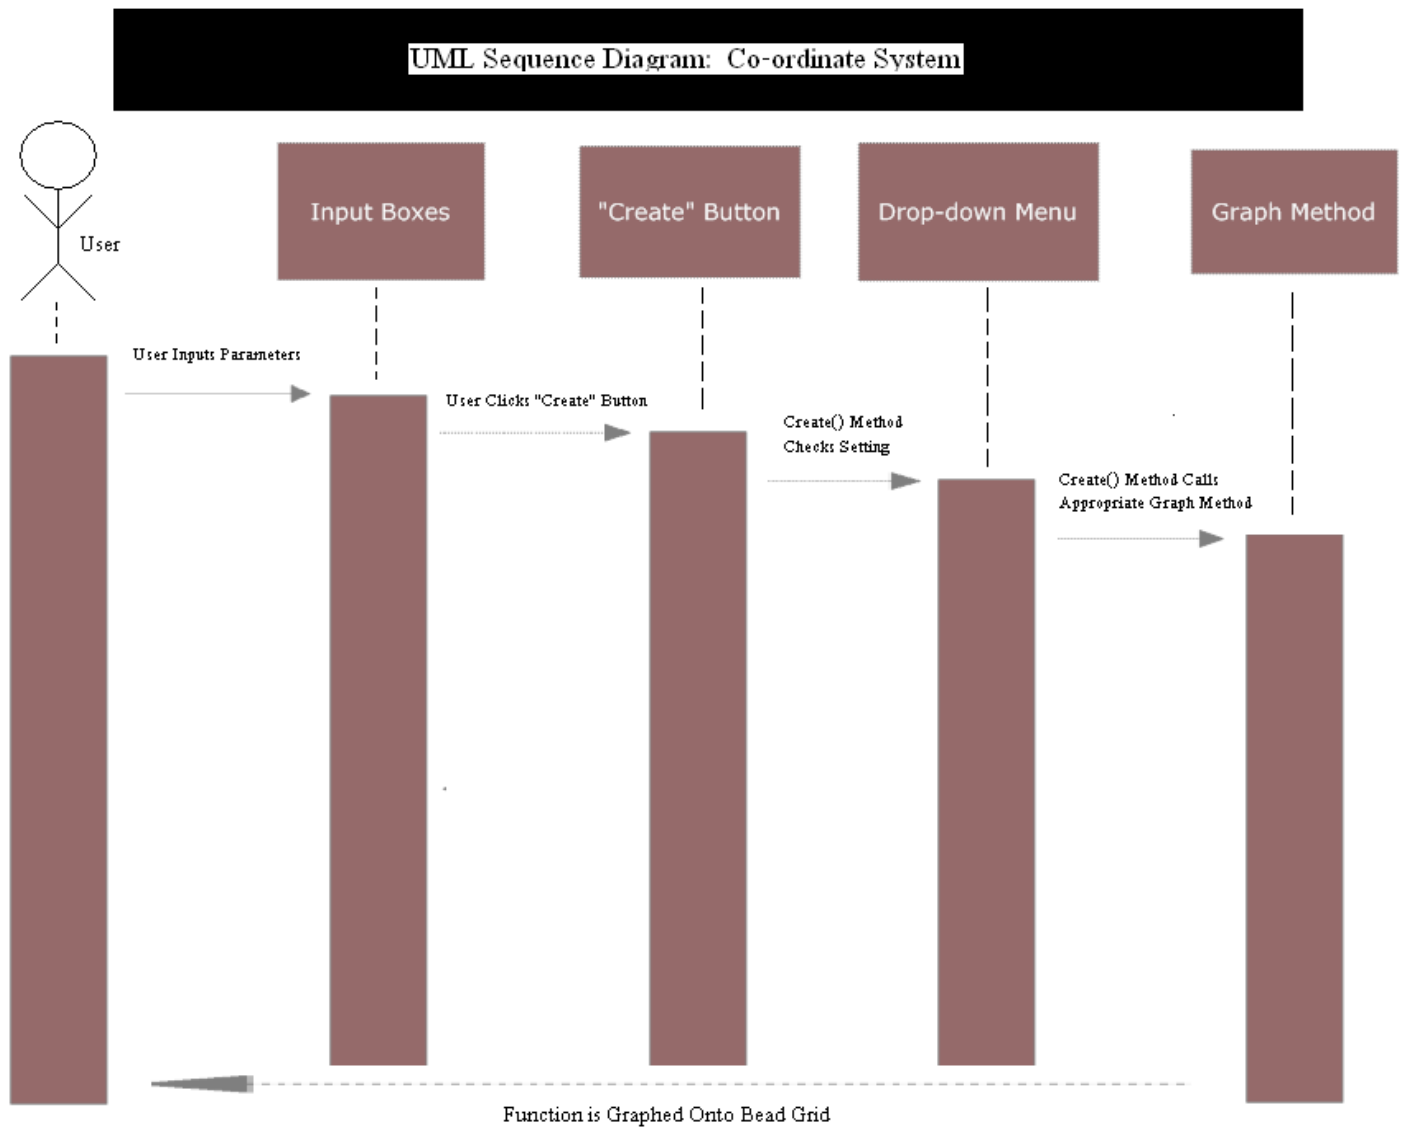 UML Sequence Diagram: Co-ordinate System
Input Boxes
"Create" Button
Drop-down Menu
Graph Method
User
User Inputs Parameters
User Clicks "Create" Button
Create() Method
Checks Setting
Create() Method Calls
Appropriate Graph Method
Function is Graphed Onto Bead Grid